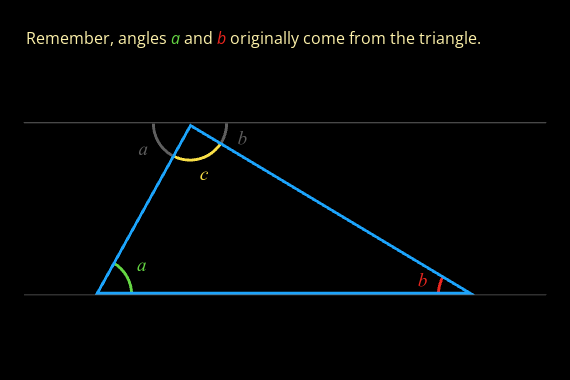 Remember, angles a and b originally come from the triangle.
a
b
c
a
b